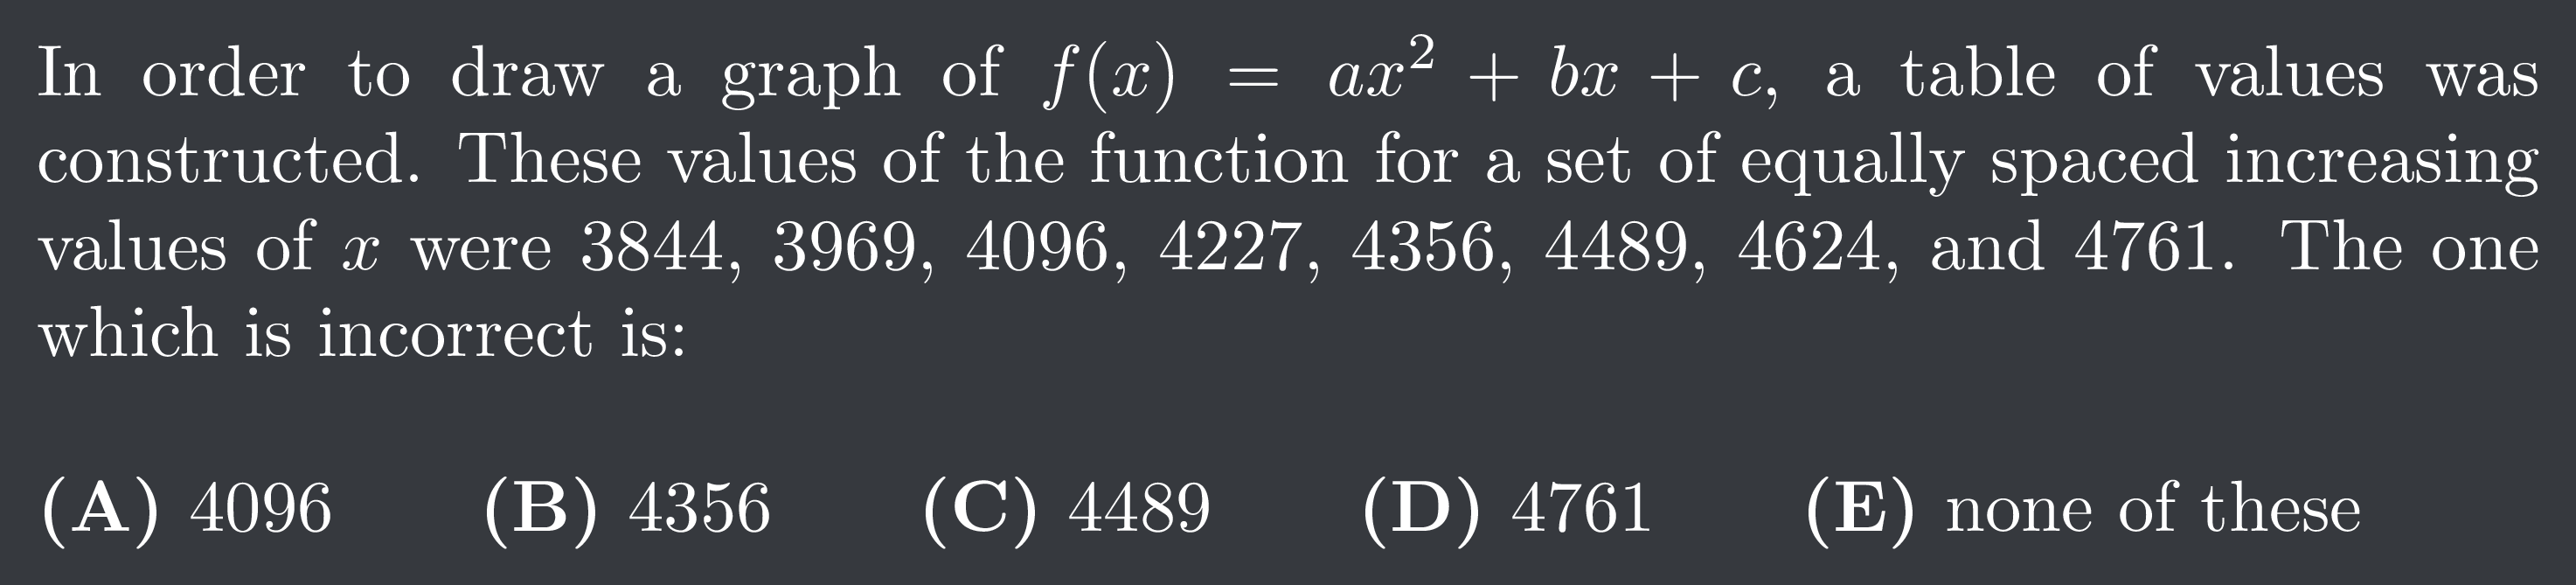 In order to draw a graph of f(x) = ax² + bx + c, a table of values was
constructed. These values of the function for a set of equally spaced increasing
values of x were 3844, 3969, 4096, 4227, 4356, 4489, 4624, and 4761. The one
which is incorrect is:
(A) 4096 (B) 4356 (C) 4489 (D) 4761 (E) none of these